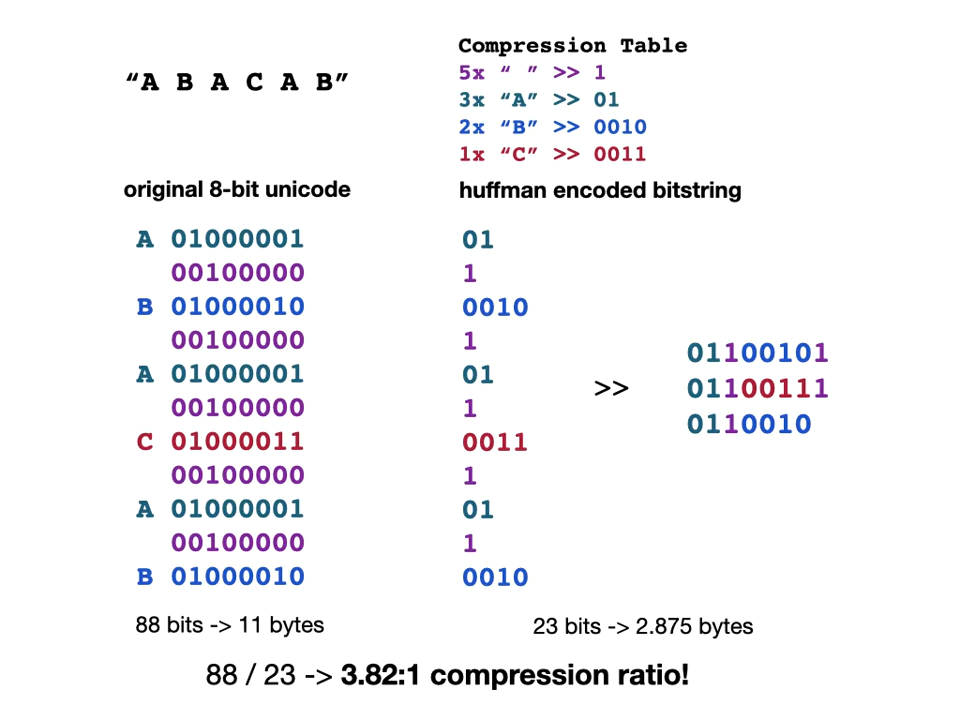 “A B A C A B”
Compression Table
5x “ ” >> 1
3x “A” >> 01
2x “B” >> 0010
1x “C” >> 0011
original 8-bit unicode
A 01000001
00100000
B 01000010
00100000
A 01000001
00100000
C 01000011
00100000
A 01000001
00100000
B 01000010
88 bits -> 11 bytes
huffman encoded bitstring
01
1
0010
1
01
1
0011
1
01
1
0010
>>
01100101
01100111
0110010
23 bits -> 2.875 bytes
88 / 23 -> 3.82:1 compression ratio!